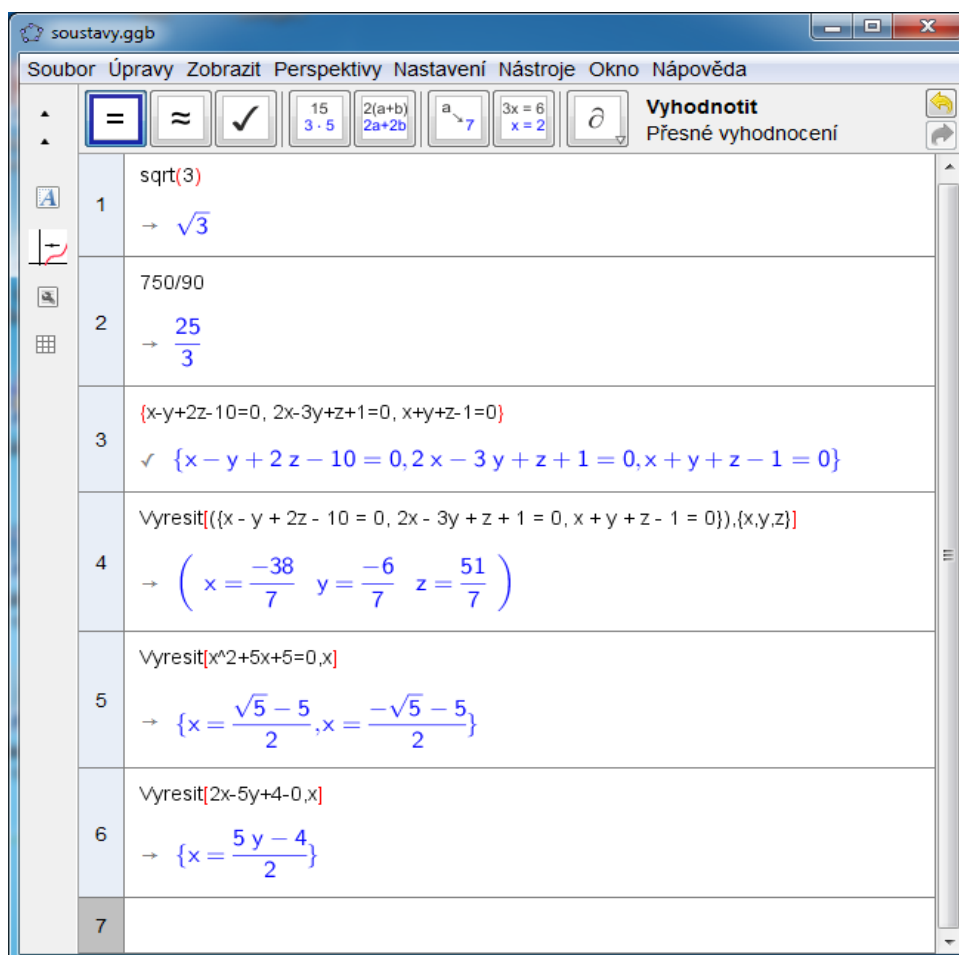 soustavy.ggb
Soubor Úpravy Zobrazit Perspektivy Nastavení Nástroje Okno Nápověda
= ≈ ✓ 15 3 · 5 2(a+b) 2a+2b a 7 3x = 6 x = 2 ∂ Vyhodnotit
Přesné vyhodnocení
A
1 sqrt(3)
→ √3
2 750/90
→ 25/3
3 {x-y+2z-10=0, 2x-3y+z+1=0, x+y+z-1=0}
✓ {x − y + 2 z − 10 = 0, 2 x − 3 y + z + 1 = 0, x + y + z − 1 = 0}
4 Vyresit[({x - y + 2z - 10 = 0, 2x - 3y + z + 1 = 0, x + y + z - 1 = 0}),{x,y,z}]
→ ( x = −38/7 y = −6/7 z = 51/7 )
5 Vyresit[x^2+5x+5=0,x]
→ {x = (√5 − 5)/2, x = (−√5 − 5)/2}
6 Vyresit[2x-5y+4-0,x]
→ {x = (5 y − 4)/2}
7